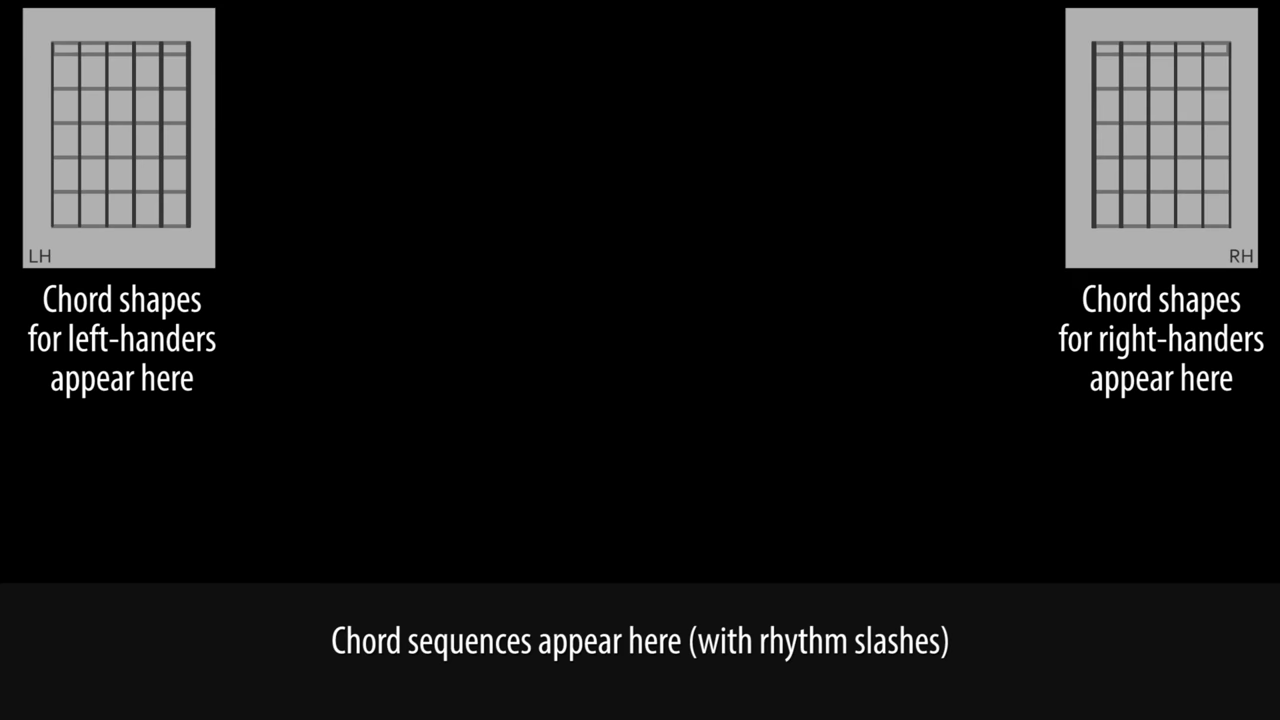 LH
Chord shapes
for left-handers
appear here
RH
Chord shapes
for right-handers
appear here
Chord sequences appear here (with rhythm slashes)